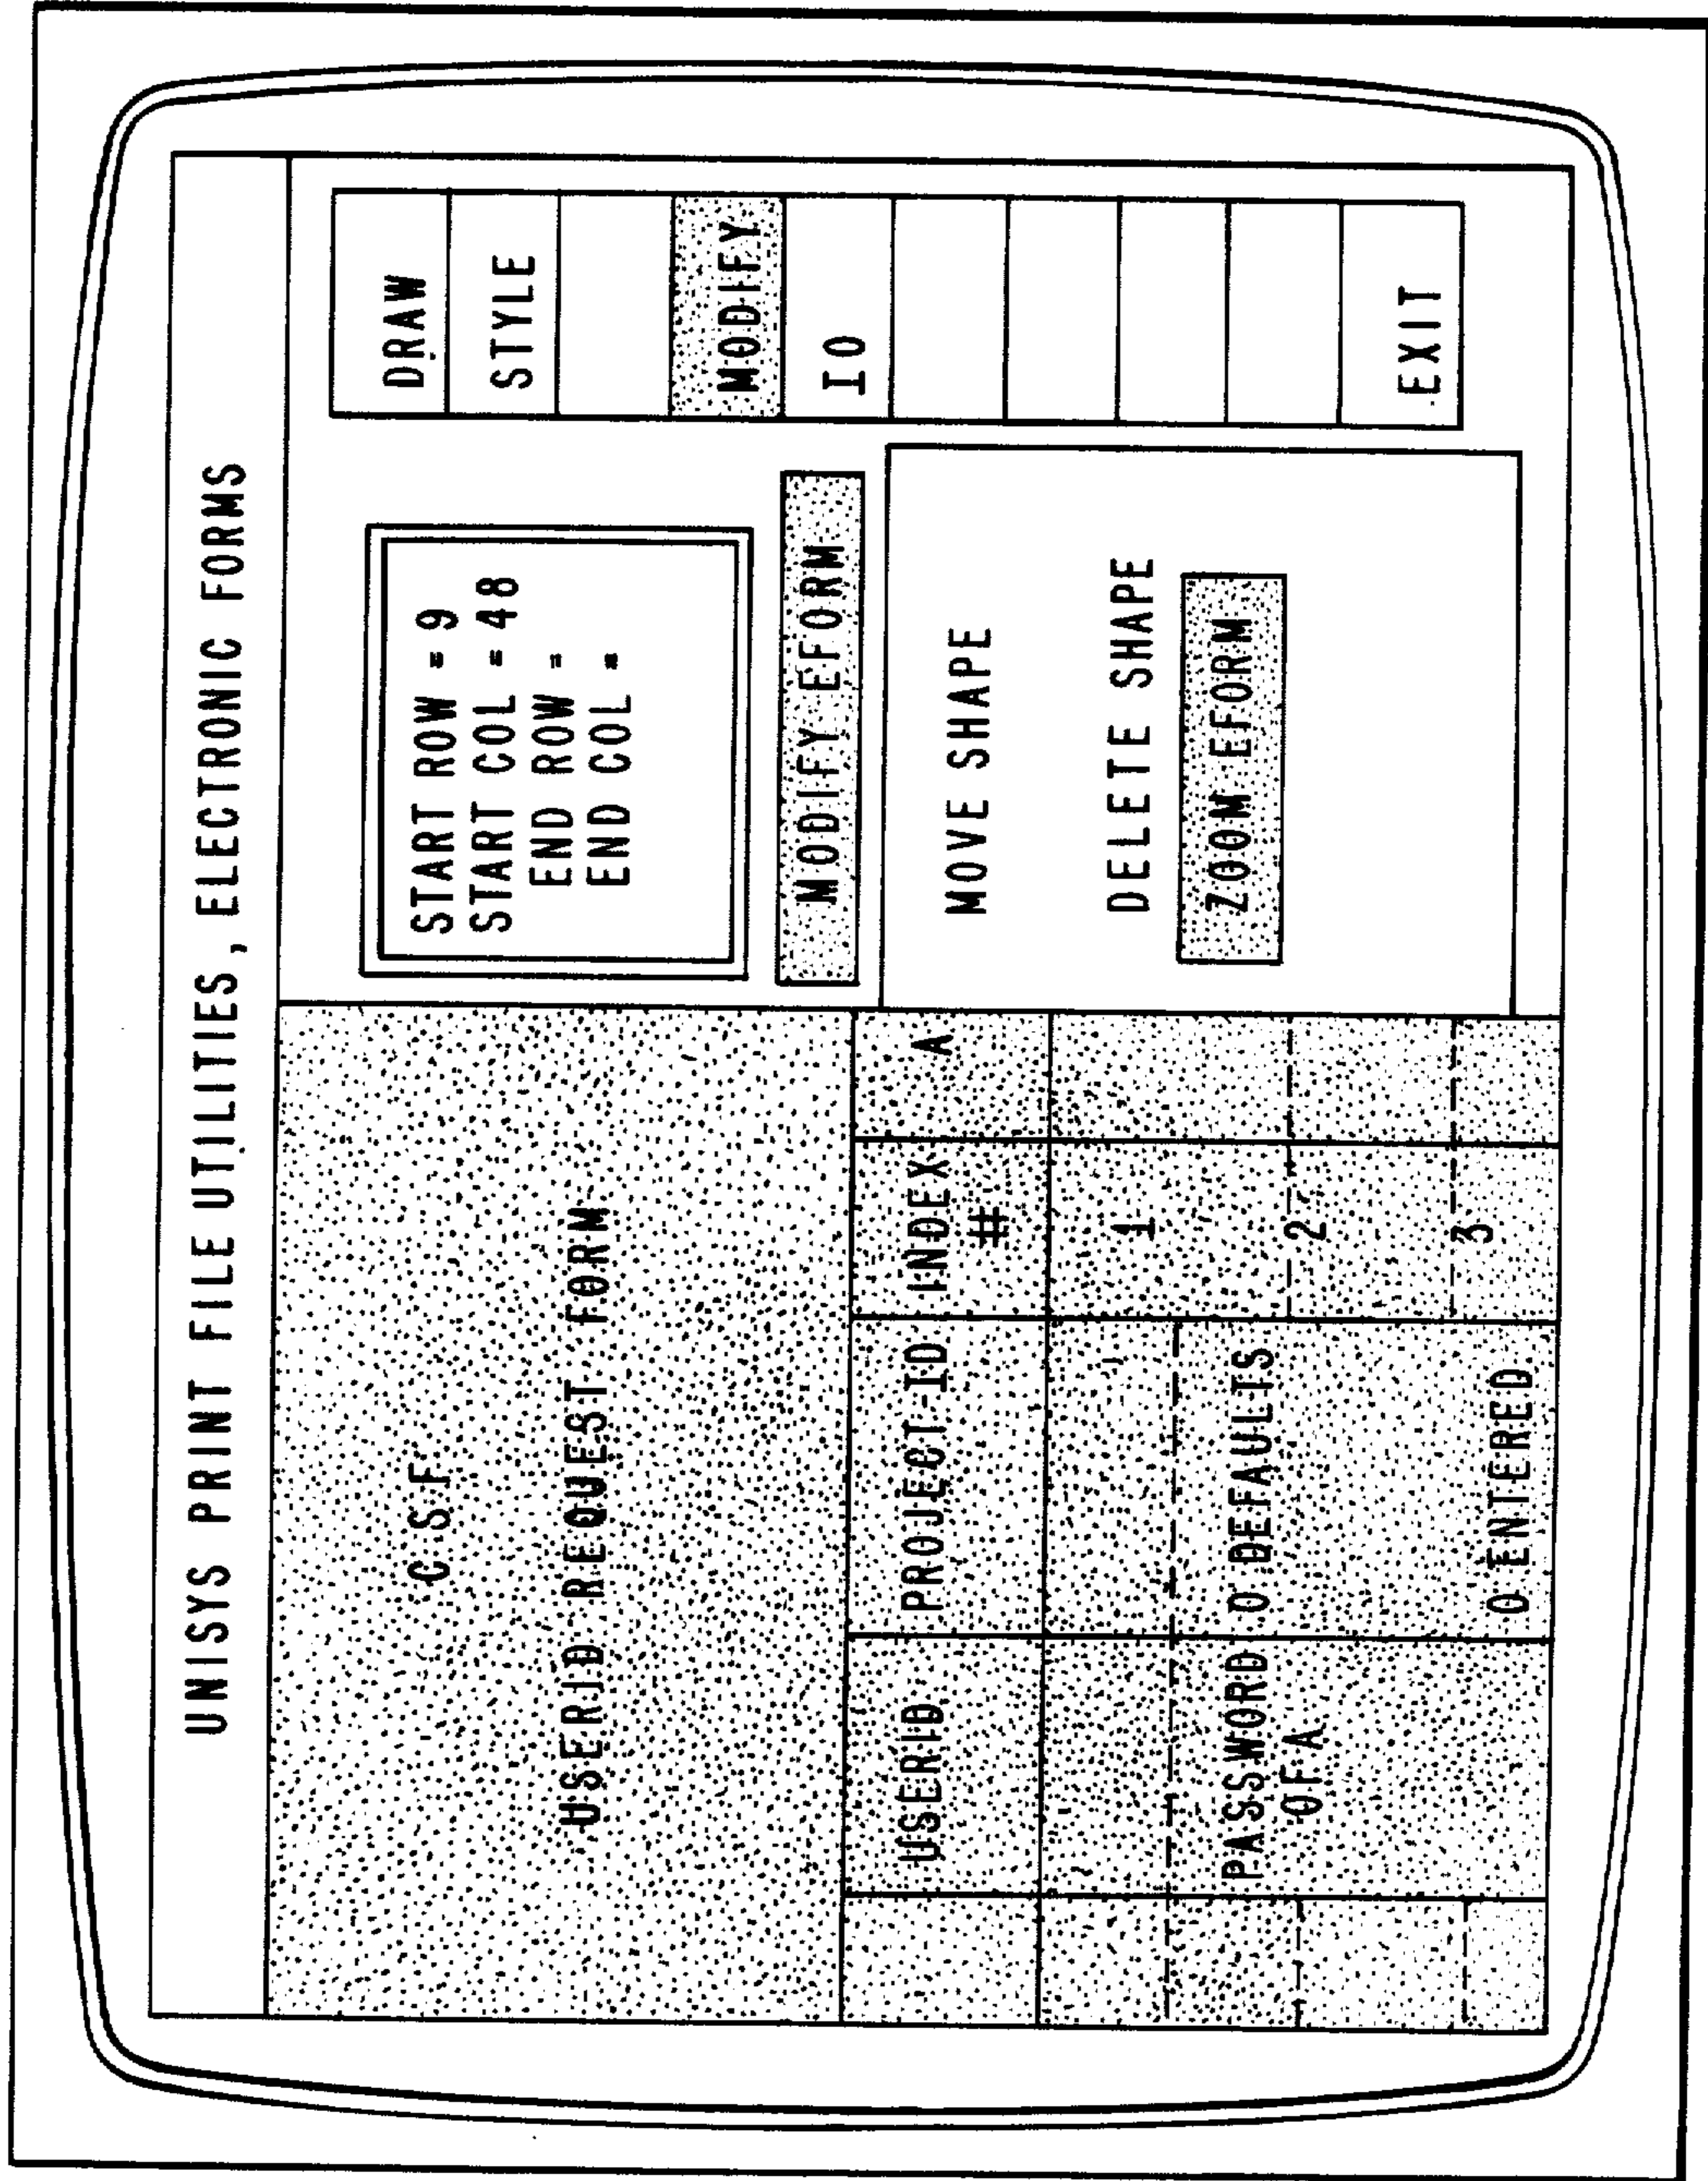 UNISYS PRINT FILE UTILITIES, ELECTRONIC FORMS
C S F
USERID REQUEST FORM
USERID PROJECT-ID INDEX A
#
1
PASSWORD O DEFAULTS
OF A
2
O ENTERED
3
START ROW = 9
START COL = 48
END ROW =
END COL =
MODIFY EFORM
MOVE SHAPE
DELETE SHAPE
ZOOM EFORM
DRAW
STYLE
MODIFY
IO
EXIT